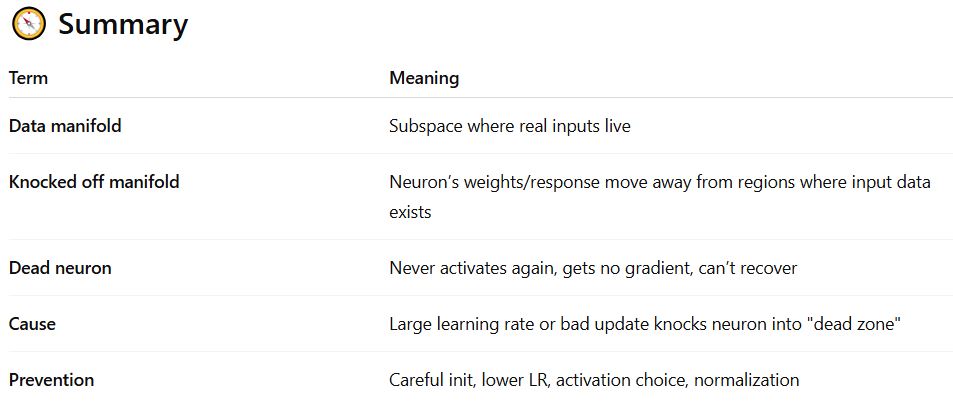 Summary
Term Meaning
Data manifold Subspace where real inputs live
Knocked off manifold Neuron’s weights/response move away from regions where input data
exists
Dead neuron Never activates again, gets no gradient, can’t recover
Cause Large learning rate or bad update knocks neuron into "dead zone"
Prevention Careful init, lower LR, activation choice, normalization